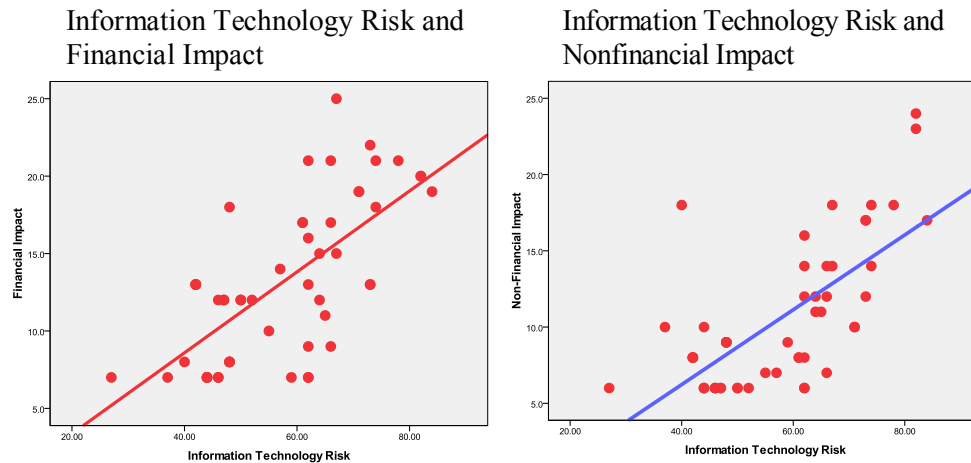 Information Technology Risk and
Financial Impact
25.0
20.0
15.0
10.0
5.0
Financial Impact
20.00 40.00 60.00 80.00
Information Technology Risk
Information Technology Risk and
Nonfinancial Impact
25.0
20.0
15.0
10.0
5.0
Non-Financial Impact
20.00 40.00 60.00 80.00
Information Technology Risk